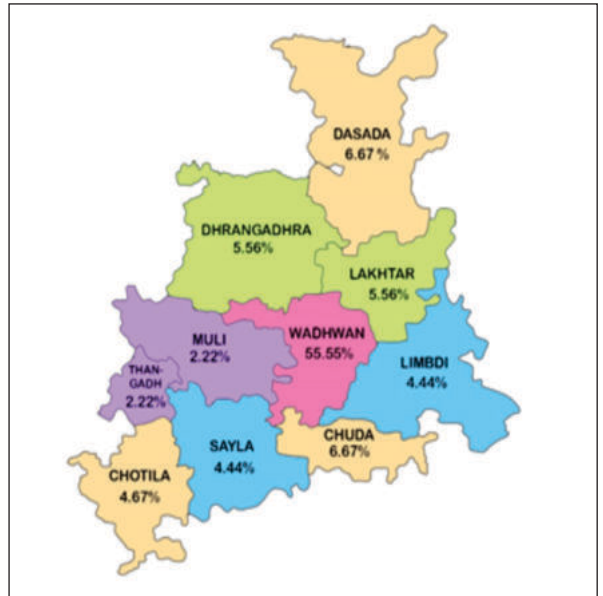 DASADA
6.67 %
DHRANGADHRA
5.56%
LAKHTAR
5.56%
MULI
2.22%
WADHWAN
55.55%
LIMBDI
4.44%
THAN-
GADH
2.22%
SAYLA
4.44%
CHUDA
6.67%
CHOTILA
4.67%